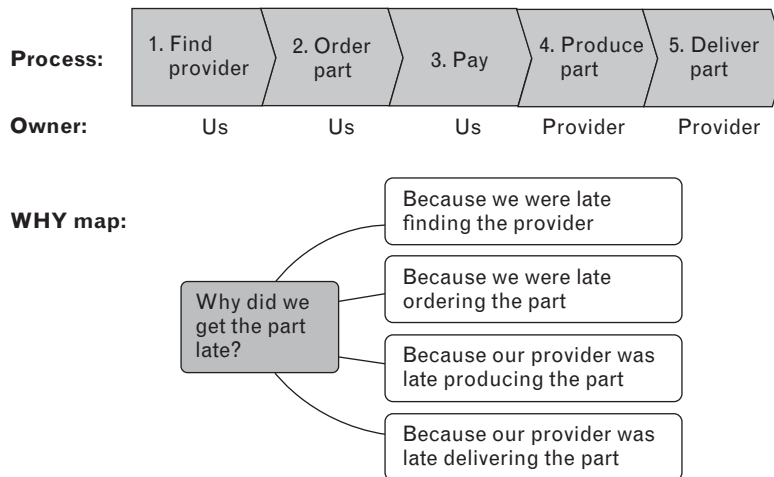 Process:
1. Find
provider
2. Order
part
3. Pay
4. Produce
part
5. Deliver
part
Owner:
Us
Us
Us
Provider
Provider
WHY map:
Why did we
get the part
late?
Because we were late
finding the provider
Because we were late
ordering the part
Because our provider was
late producing the part
Because our provider was
late delivering the part